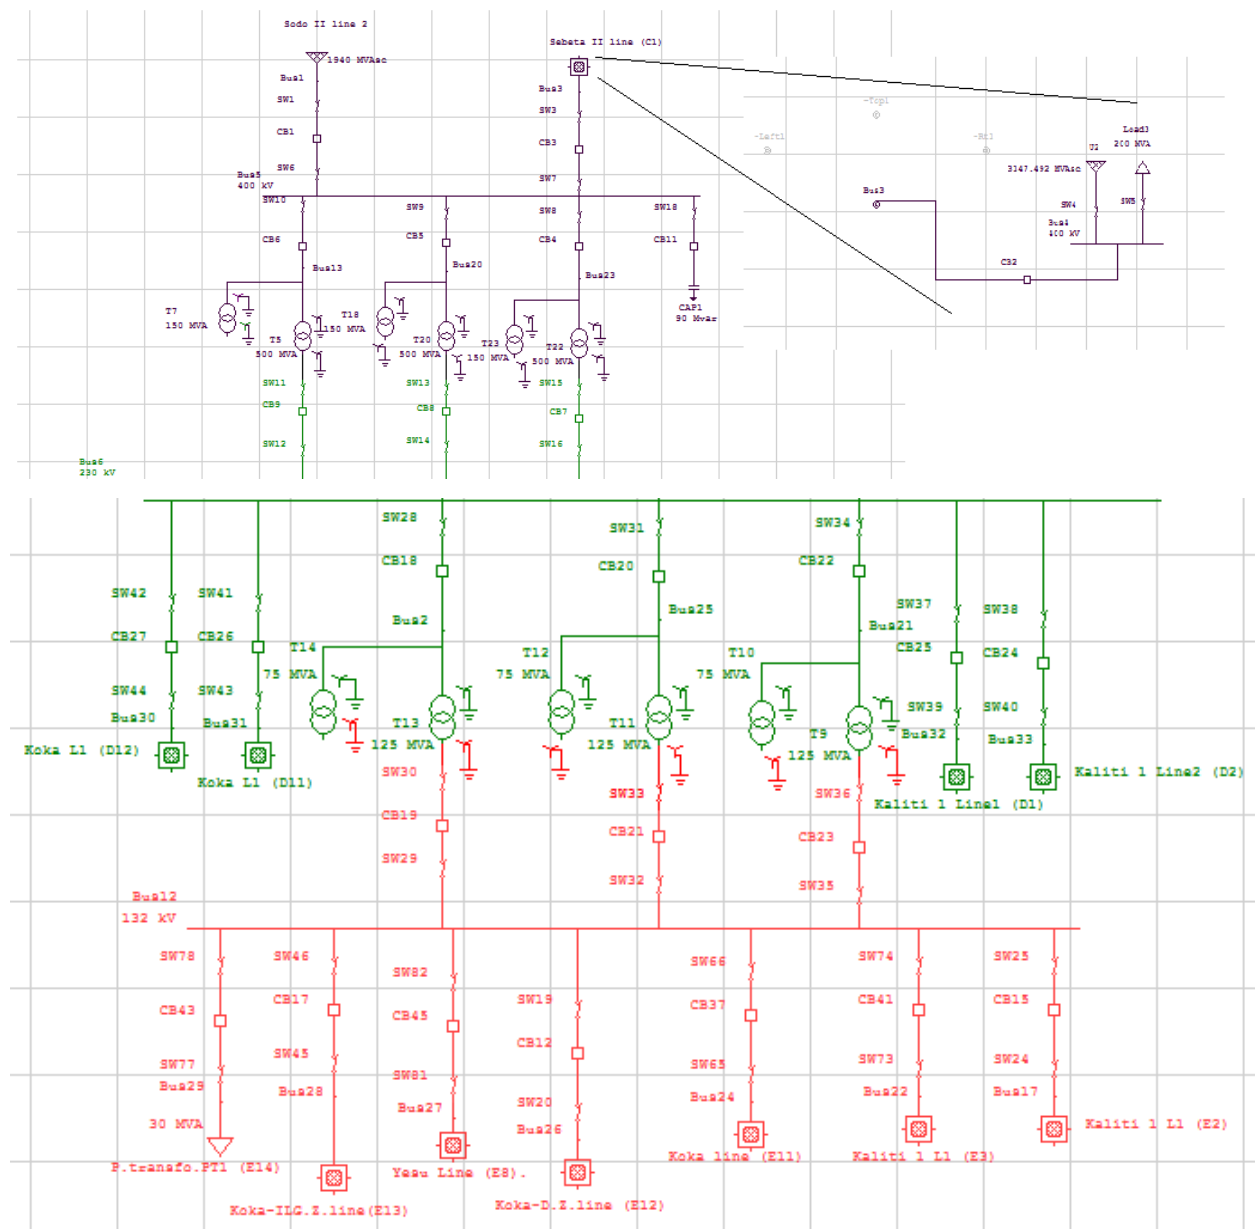 Sodo II line 2
1940 MVAsc
Bus1
SW1
CB1
SW6
Sebeta II line (C1)
Bus3
SW3
CB3
SW7
Bus5
400 kV
SW10
SW9
SW8
SW18
CB6
CB5
CB4
CB11
Bus13
Bus20
Bus23
CAP1
90 Mvar
T7
150 MVA
T5
500 MVA
T18
150 MVA
T20
500 MVA
T23
150 MVA
T22
500 MVA
SW11
SW13
SW15
CB9
CB8
CB7
SW12
SW14
SW16
Bus6
230 kV
~Top1
~Left1
~Rt1
Bus3
Load3
200 MVA
3147.492 MVAsc
SW4
SW5
Bus4
400 kV
C32
SW28
SW31
SW34
CB18
CB20
CB22
SW42
SW41
SW37
SW38
CB27
CB26
CB25
CB24
Bus2
Bus25
Bus21
T14
75 MVA
T12
75 MVA
T10
75 MVA
SW44
SW43
SW39
SW40
Bus30
Bus31
Bus32
Bus33
T13
125 MVA
T11
125 MVA
T9
125 MVA
Koka L1 (D12)
Koka L1 (D11)
Kaliti 1 Line1 (D1)
Kaliti 1 Line2 (D2)
SW30
SW33
SW36
CB19
CB21
CB23
SW29
SW32
SW35
Bus12
132 kV
SW78
SW46
SW82
SW19
SW66
SW74
SW25
CB43
CB17
CB45
CB12
CB37
CB41
CB15
SW77
SW45
SW81
SW20
SW65
SW73
SW24
Bus29
Bus28
Bus27
Bus26
Bus24
Bus22
Bus17
30 MVA
P.transfo.PT1 (E14)
Koka-ILG.Z.line(E13)
Yesu Line (E8).
Koka-D.Z.line (E12)
Koka line (E11)
Kaliti 1 L1 (E3)
Kaliti 1 L1 (E2)